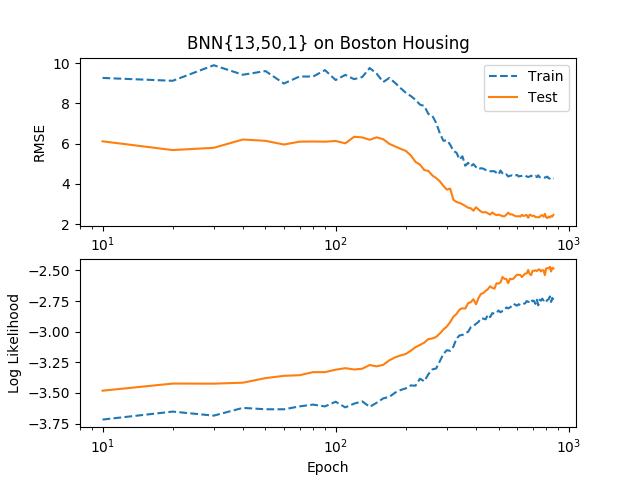 BNN{13,50,1} on Boston Housing
RMSE
10
8
6
4
2
Train
Test
10¹ 10² 10³
Log Likelihood
−2.50
−2.75
−3.00
−3.25
−3.50
−3.75
10¹ 10² 10³
Epoch